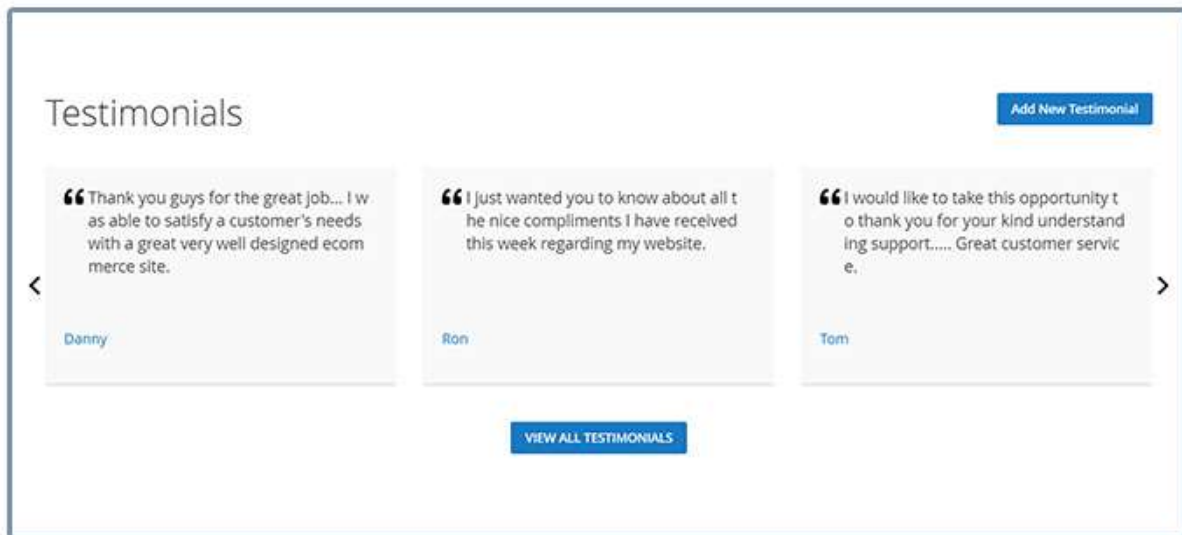 Testimonials
Add New Testimonial
❝ Thank you guys for the great job... I w
as able to satisfy a customer's needs
with a great very well designed ecom
merce site.
Danny
❝ I just wanted you to know about all t
he nice compliments I have received
this week regarding my website.
Ron
❝ I would like to take this opportunity t
o thank you for your kind understand
ing support..... Great customer servic
e.
Tom
VIEW ALL TESTIMONIALS